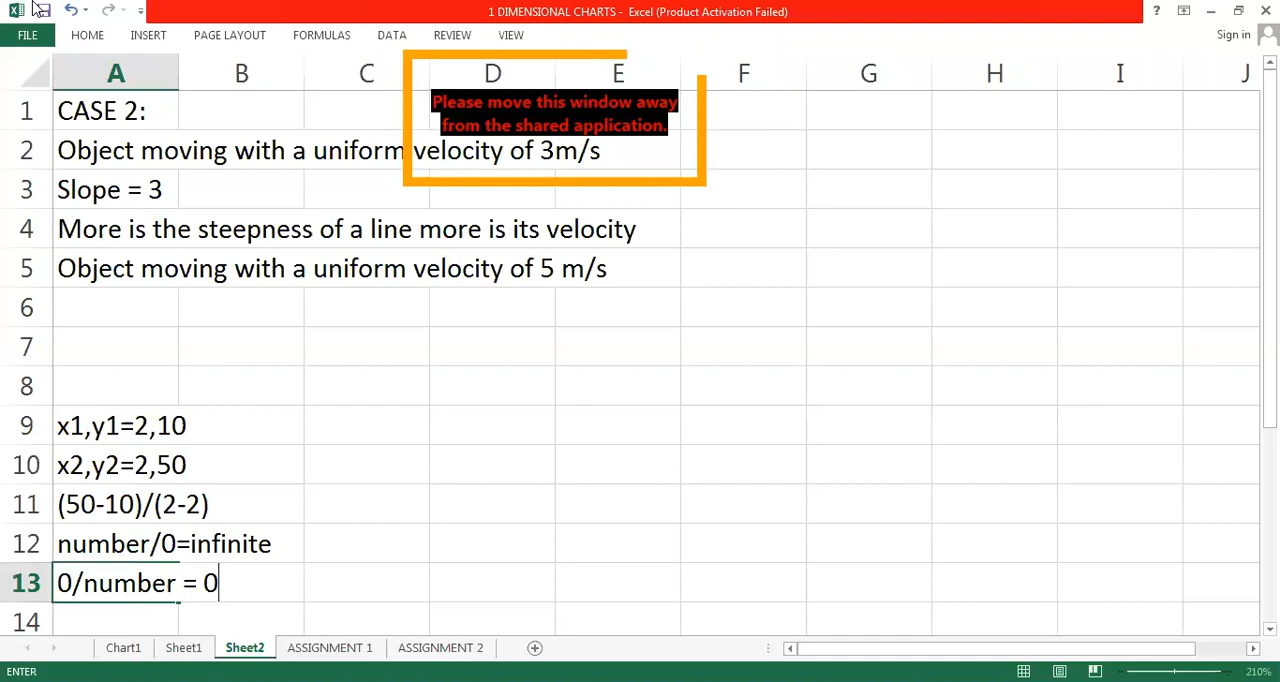 1 DIMENSIONAL CHARTS - Excel (Product Activation Failed)
?
FILE HOME INSERT PAGE LAYOUT FORMULAS DATA REVIEW VIEW Sign in
A B C D E F G H I J
Please move this window away
from the shared application.
1 CASE 2:
2 Object moving with a uniform velocity of 3m/s
3 Slope = 3
4 More is the steepness of a line more is its velocity
5 Object moving with a uniform velocity of 5 m/s
6
7
8
9 x1,y1=2,10
10 x2,y2=2,50
11 (50-10)/(2-2)
12 number/0=infinite
13 0/number = 0
14
Chart1 Sheet1 Sheet2 ASSIGNMENT 1 ASSIGNMENT 2
ENTER 210%